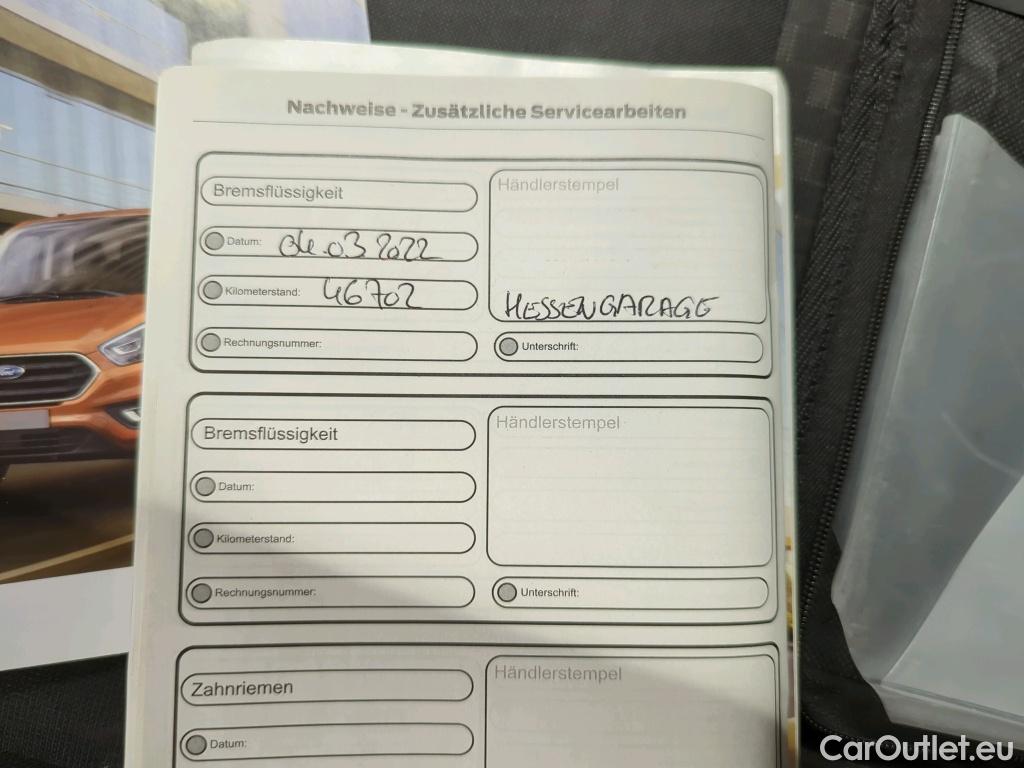 Nachweise - Zusätzliche Servicearbeiten
Bremsflüssigkeit
Händlerstempel
Datum: 04.03 2022
Kilometerstand: 46702
HESSENGARAGE
Rechnungsnummer:
Unterschrift:
Bremsflüssigkeit
Händlerstempel
Datum:
Kilometerstand:
Rechnungsnummer:
Unterschrift:
Zahnriemen
Händlerstempel
Datum:
Ford
CarOutlet.eu